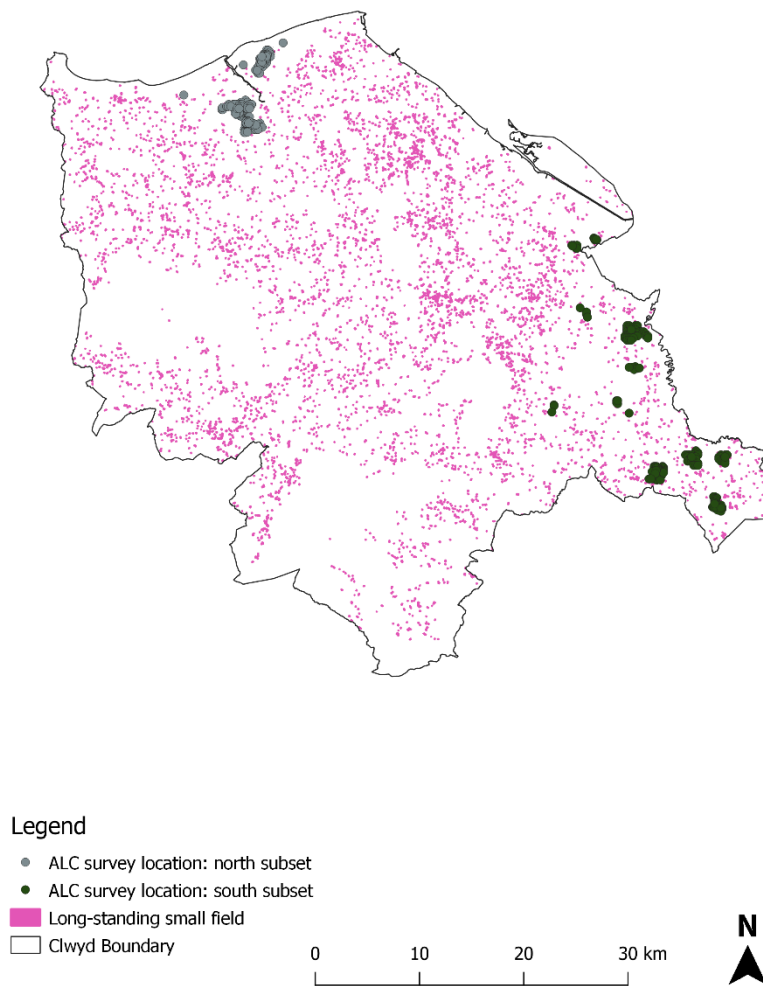 Legend
ALC survey location: north subset
ALC survey location: south subset
Long-standing small field
Clwyd Boundary
0 10 20 30 km
N